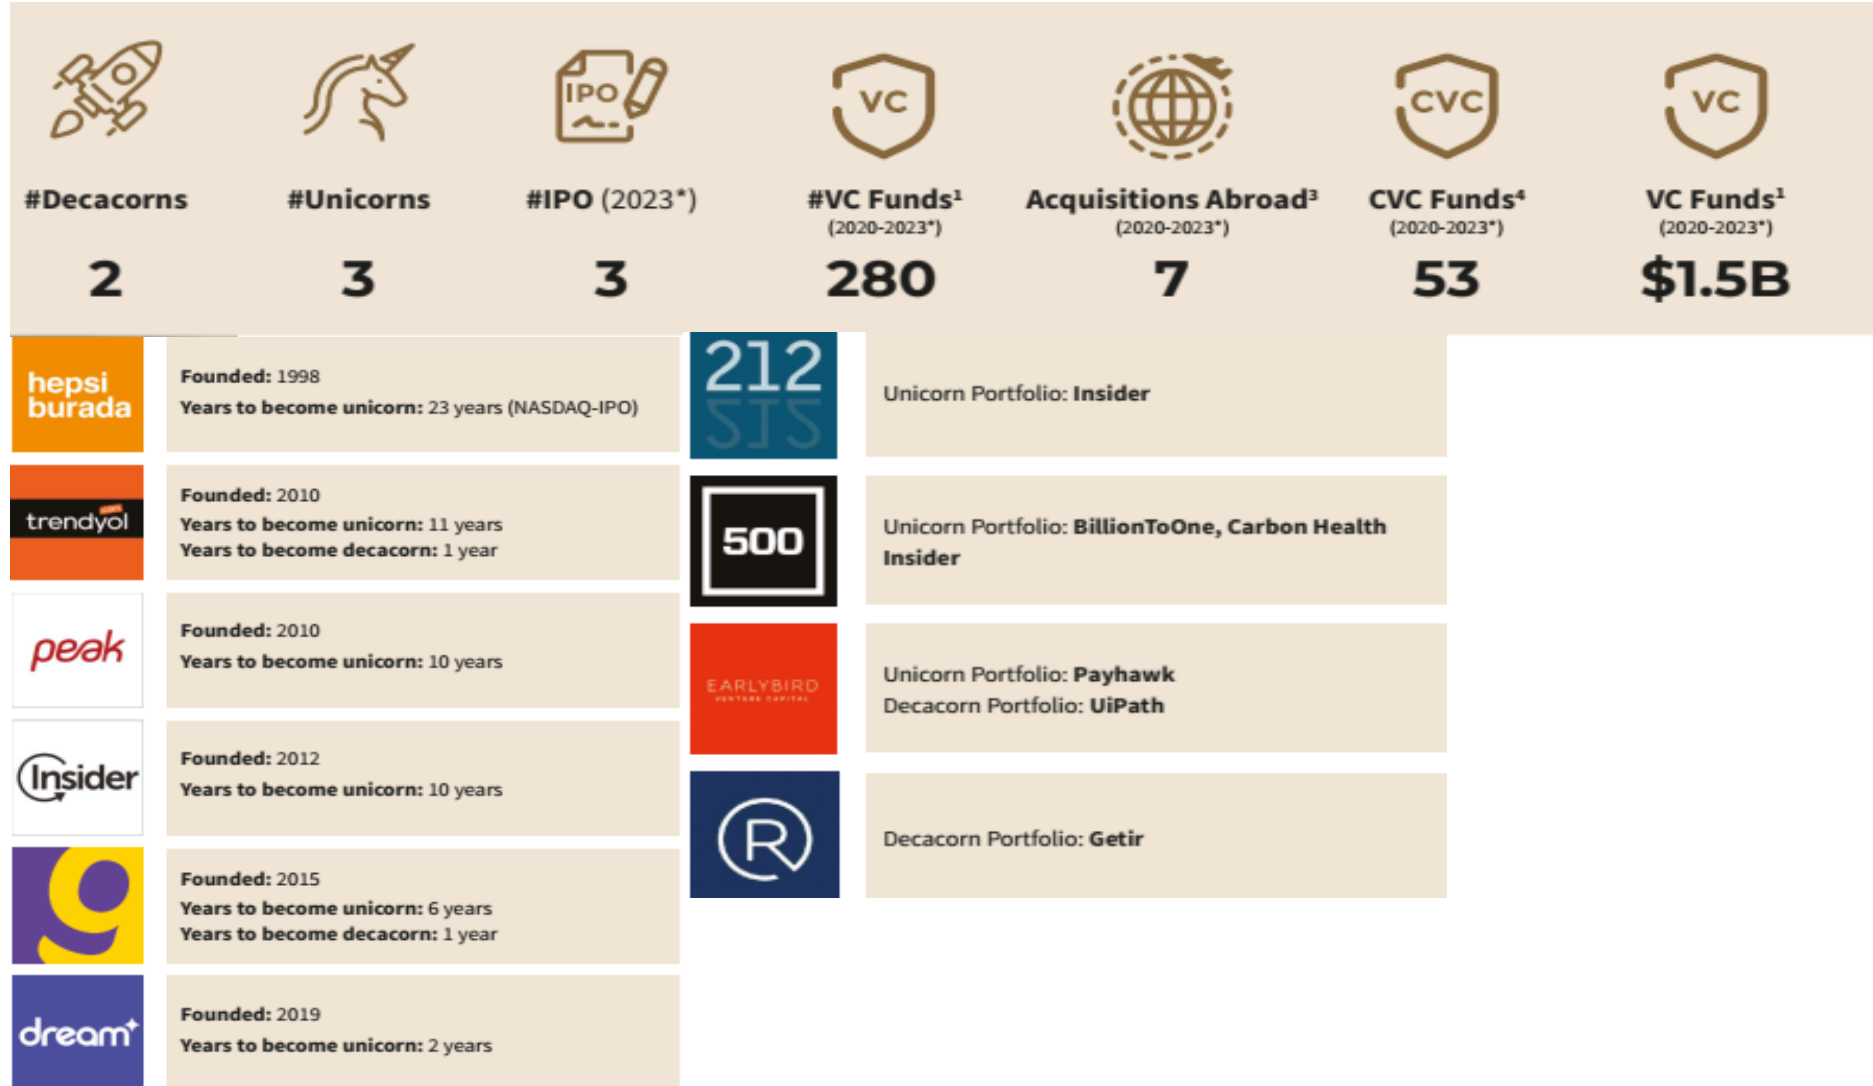 IPO
VC
CVC
VC
#Decacorns
#Unicorns
#IPO (2023*)
#VC Funds¹
Acquisitions Abroad³
CVC Funds⁴
VC Funds¹
(2020-2023*)
(2020-2023*)
(2020-2023*)
(2020-2023*)
2
3
3
280
7
53
$1.5B
hepsi
burada
Founded: 1998
Years to become unicorn: 23 years (NASDAQ-IPO)
trendyol
Founded: 2010
Years to become unicorn: 11 years
Years to become decacorn: 1 year
peak
Founded: 2010
Years to become unicorn: 10 years
Insider
Founded: 2012
Years to become unicorn: 10 years
g
Founded: 2015
Years to become unicorn: 6 years
Years to become decacorn: 1 year
dream
Founded: 2019
Years to become unicorn: 2 years
212
212
Unicorn Portfolio: Insider
500
Unicorn Portfolio: BillionToOne, Carbon Health
Insider
EARLYBIRD
VENTURE CAPITAL
Unicorn Portfolio: Payhawk
Decacorn Portfolio: UiPath
R
Decacorn Portfolio: Getir